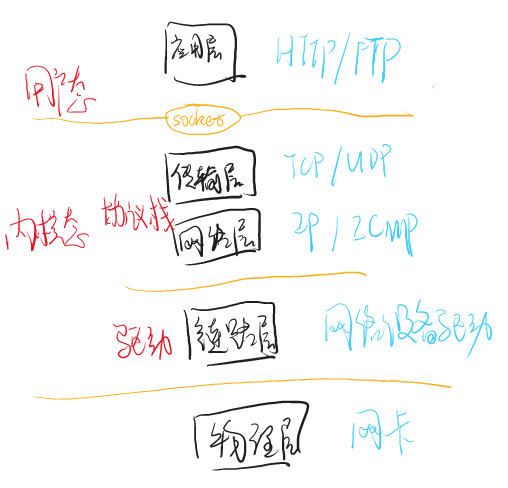 应用层 HTTP/FTP
用户态
socket
传输层 TCP/UDP
内核态 协议栈
网络层 IP/ICMP
驱动 链路层 网络设备驱动
物理层 网卡